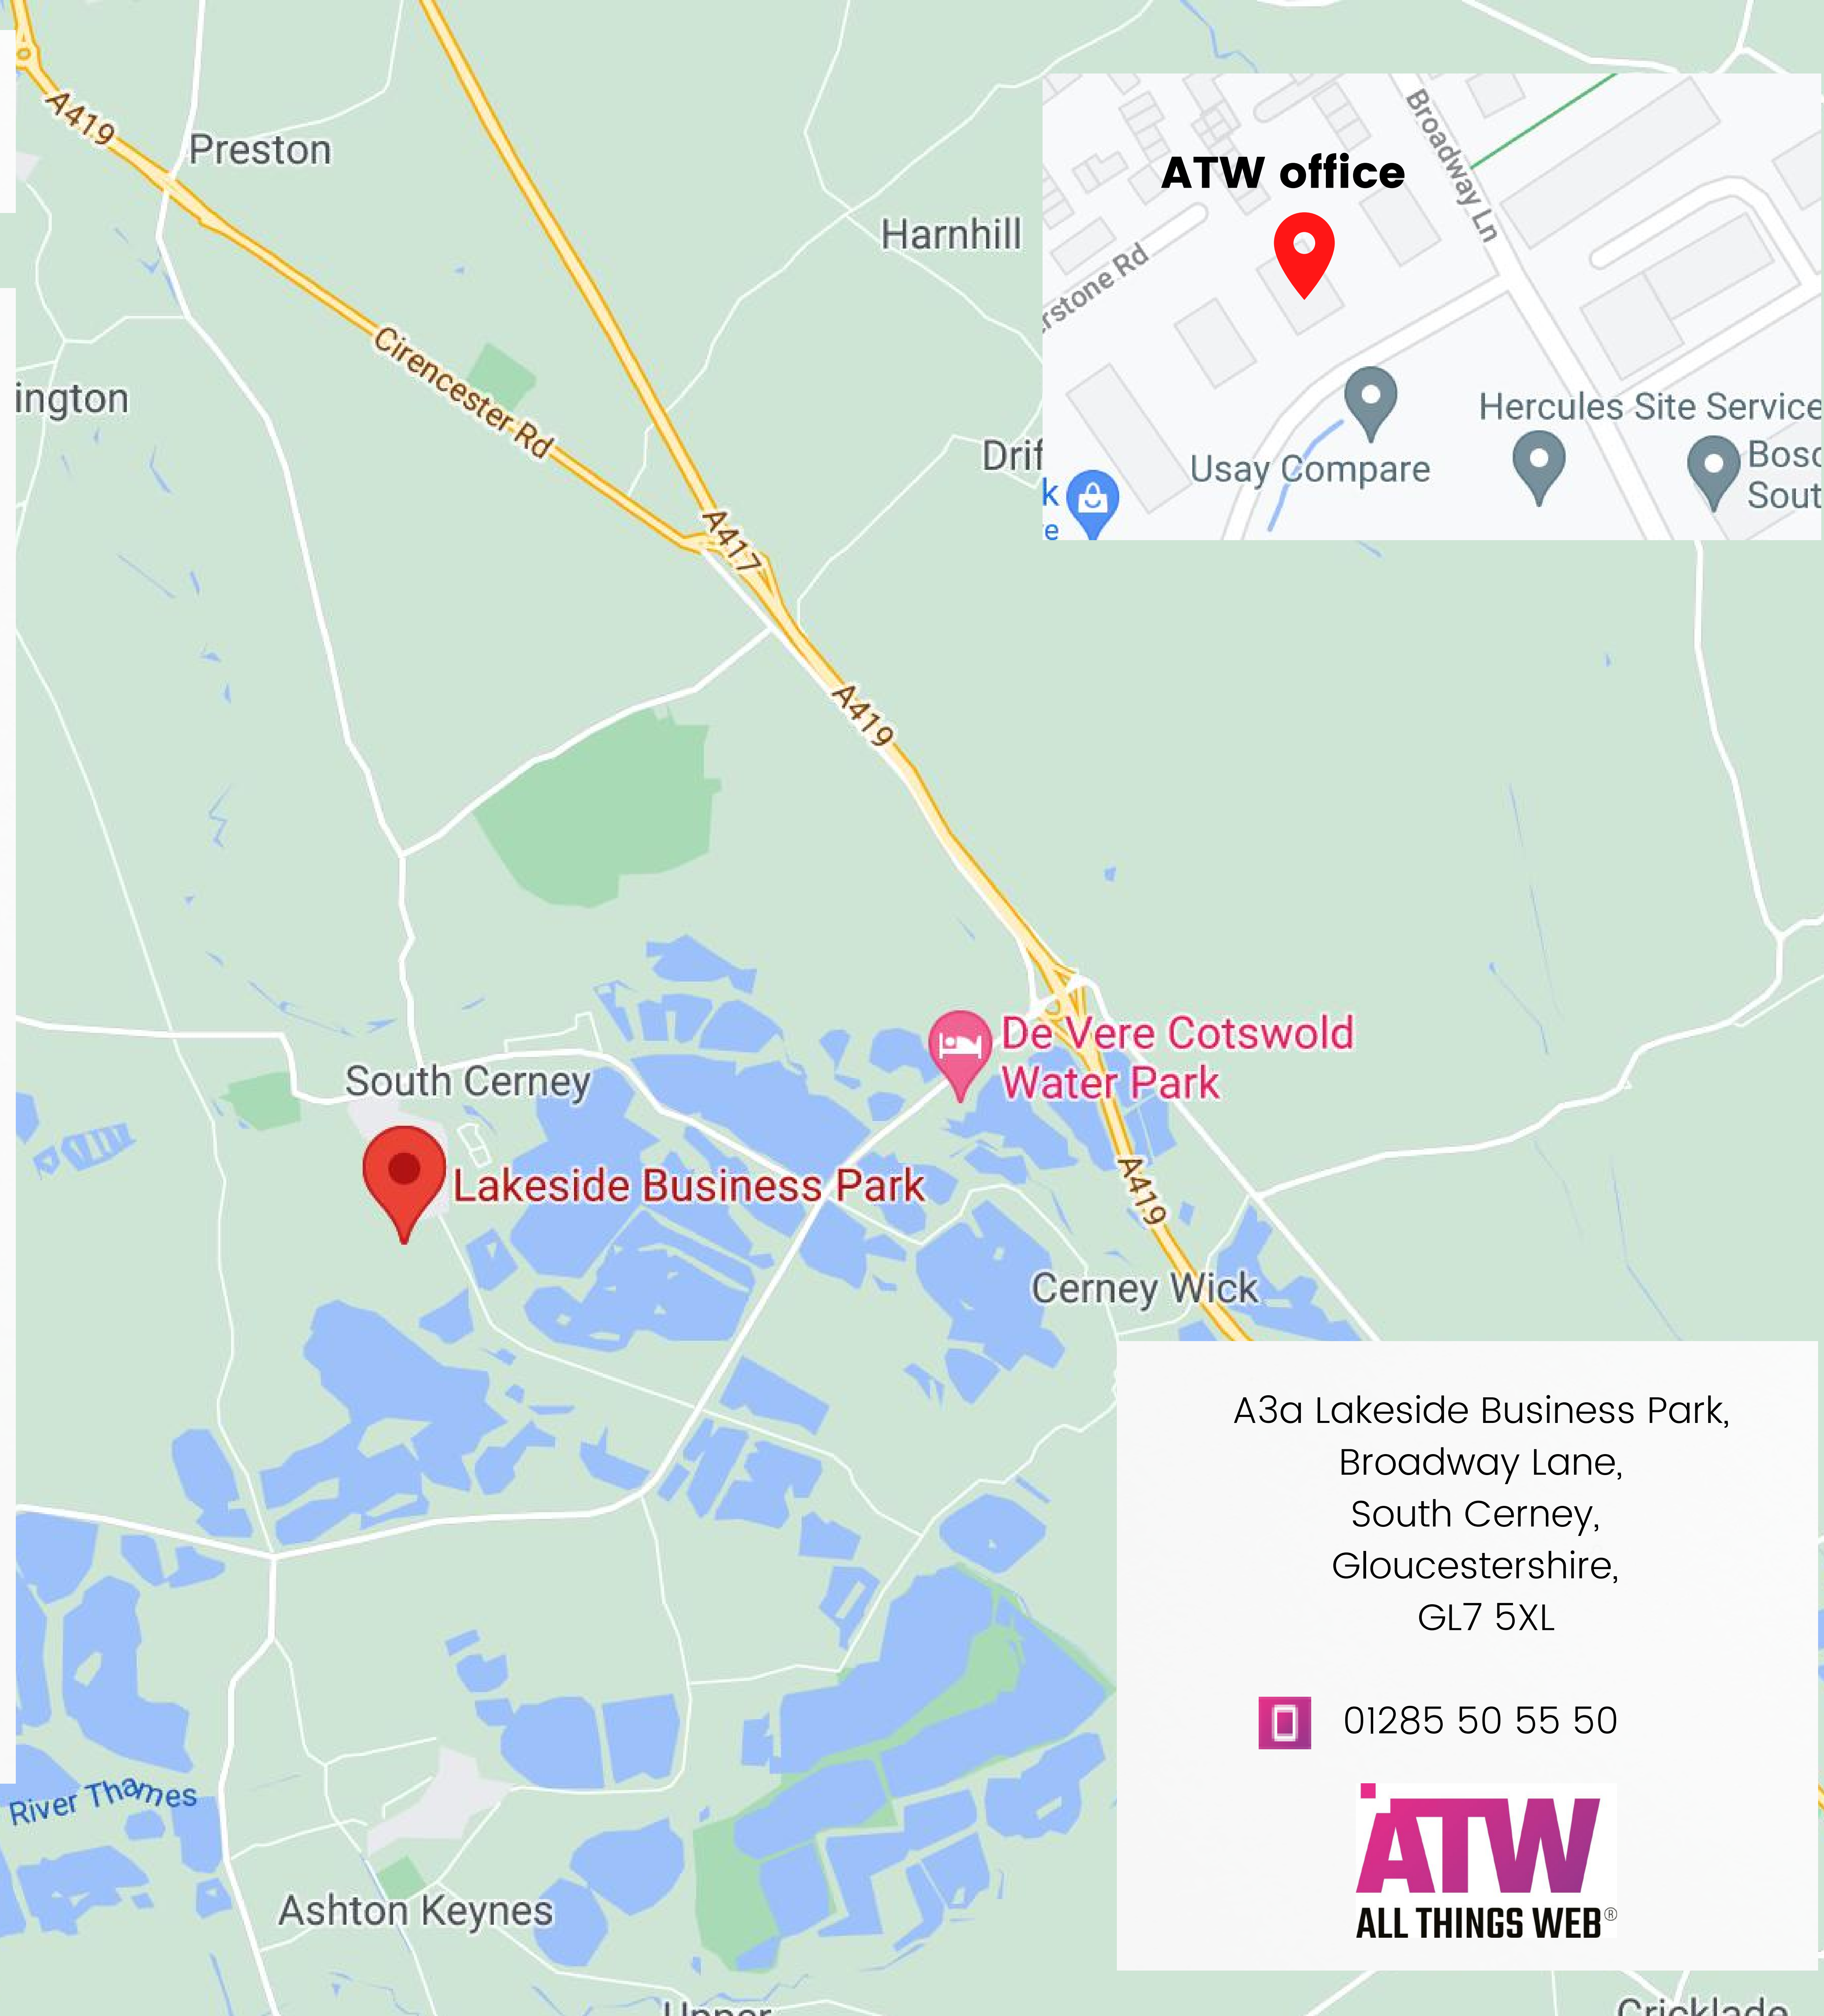 A419
Preston
Harnhill
Cirencester Rd
ington
A417
A419
South Cerney
De Vere Cotswold
Water Park
Lakeside Business Park
A419
Cerney Wick
River Thames
Ashton Keynes
Upper
Cricklade
ATW office
Broadway Ln
rstone Rd
Usay Compare
Hercules Site Service
Sout
k
e
A3a Lakeside Business Park,
Broadway Lane,
South Cerney,
Gloucestershire,
GL7 5XL
01285 50 55 50
ATW
ALL THINGS WEB®